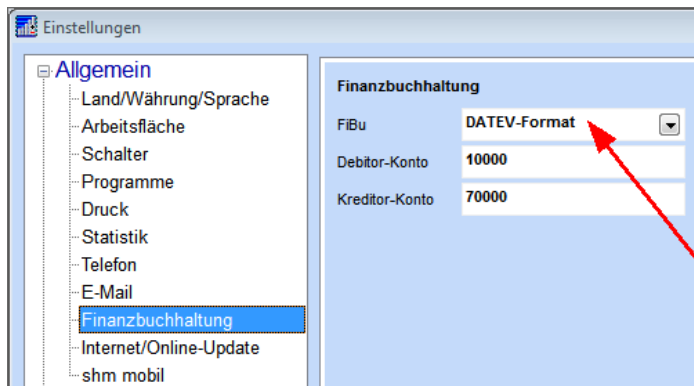 Einstellungen
Allgemein
Land/Währung/Sprache
Arbeitsfläche
Schalter
Programme
Druck
Statistik
Telefon
E-Mail
Finanzbuchhaltung
Internet/Online-Update
shm mobil
Finanzbuchhaltung
FiBu DATEV-Format
Debitor-Konto 10000
Kreditor-Konto 70000